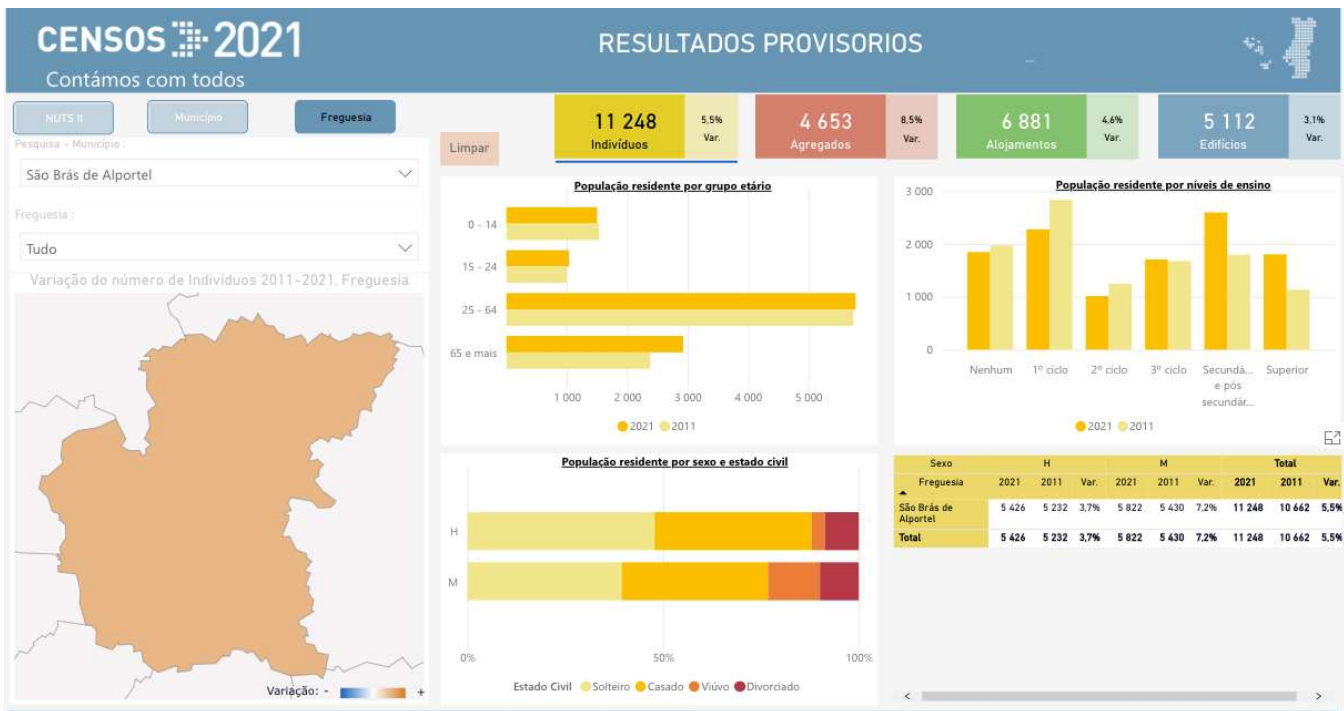 CENSOS 2021
Contámos com todos
RESULTADOS PROVISORIOS
NUTS II
Município
Freguesia
Pesquisa - Município :
São Brás de Alportel
Freguesia :
Tudo
Limpar
11 248
Indivíduos
5,5%
Var.
4 653
Agregados
8,5%
Var.
6 881
Alojamentos
4,6%
Var.
5 112
Edifícios
3,1%
Var.
Variação do número de Indivíduos 2011-2021, Freguesia
Variação: - +
População residente por grupo etário
0 - 14
15 - 24
25 - 64
65 e mais
1 000 2 000 3 000 4 000 5 000
2021 2011
População residente por níveis de ensino
3 000
2 000
1 000
0
Nenhum 1º ciclo 2º ciclo 3º ciclo Secundá... Superior
e pós
secundár...
2021 2011
População residente por sexo e estado civil
H
M
0% 50% 100%
Estado Civil Solteiro Casado Viúvo Divorciado
Sexo H M Total
Freguesia 2021 2011 Var. 2021 2011 Var. 2021 2011 Var.
São Brás de
Alportel 5 426 5 232 3,7% 5 822 5 430 7,2% 11 248 10 662 5,5%
Total 5 426 5 232 3,7% 5 822 5 430 7,2% 11 248 10 662 5,5%